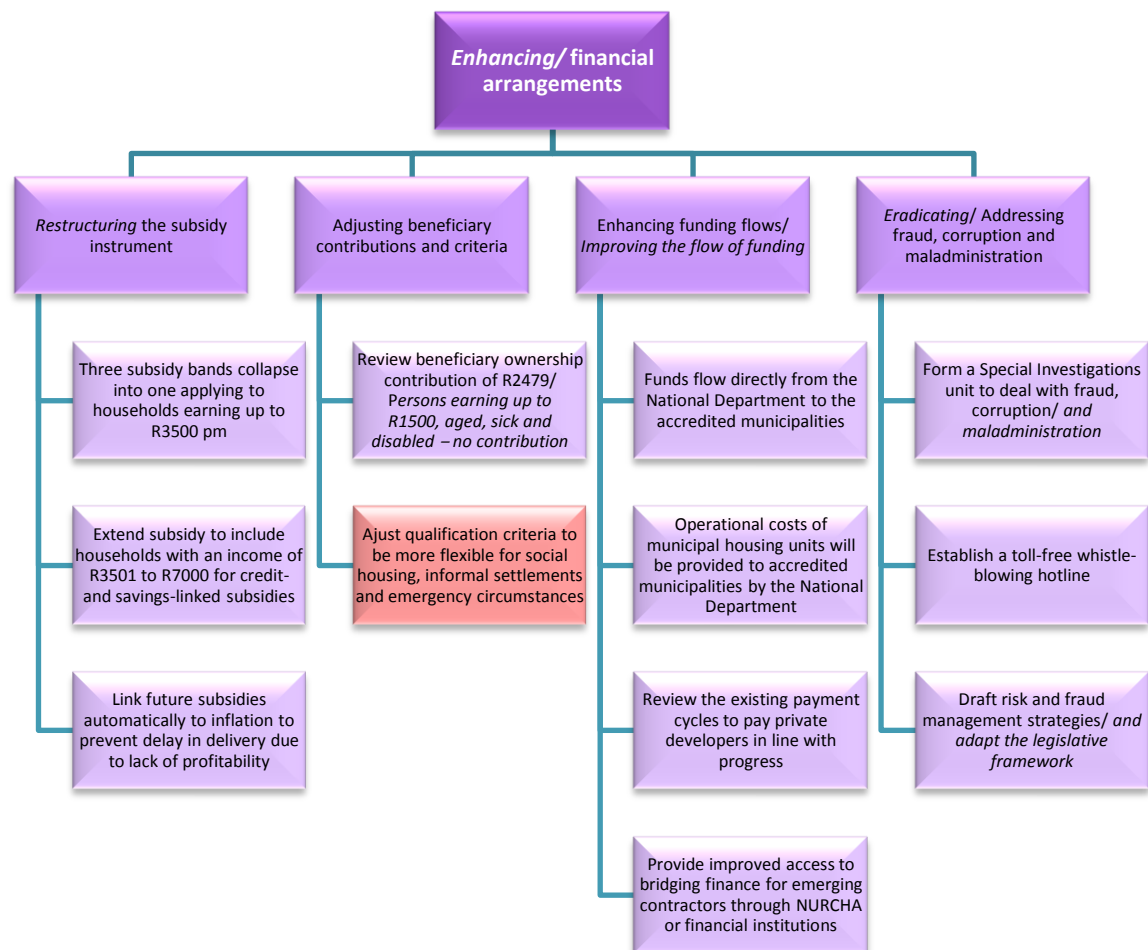 Enhancing/ financial
arrangements
Restructuring the subsidy
instrument
Three subsidy bands collapse
into one applying to
households earning up to
R3500 pm
Extend subsidy to include
households with an income of
R3501 to R7000 for credit-
and savings-linked subsidies
Link future subsidies
automatically to inflation to
prevent delay in delivery due
to lack of profitability
Adjusting beneficiary
contributions and criteria
Review beneficiary ownership
contribution of R2479/
Persons earning up to
R1500, aged, sick and
disabled – no contribution
Ajust qualification criteria to
be more flexible for social
housing, informal settlements
and emergency circumstances
Enhancing funding flows/
Improving the flow of funding
Funds flow directly from the
National Department to the
accredited municipalities
Operational costs of
municipal housing units will
be provided to accredited
municipalities by the National
Department
Review the existing payment
cycles to pay private
developers in line with
progress
Provide improved access to
bridging finance for emerging
contractors through NURCHA
or financial institutions
Eradicating/ Addressing
fraud, corruption and
maladministration
Form a Special Investigations
unit to deal with fraud,
corruption/ and
maladministration
Establish a toll-free whistle-
blowing hotline
Draft risk and fraud
management strategies/ and
adapt the legislative
framework